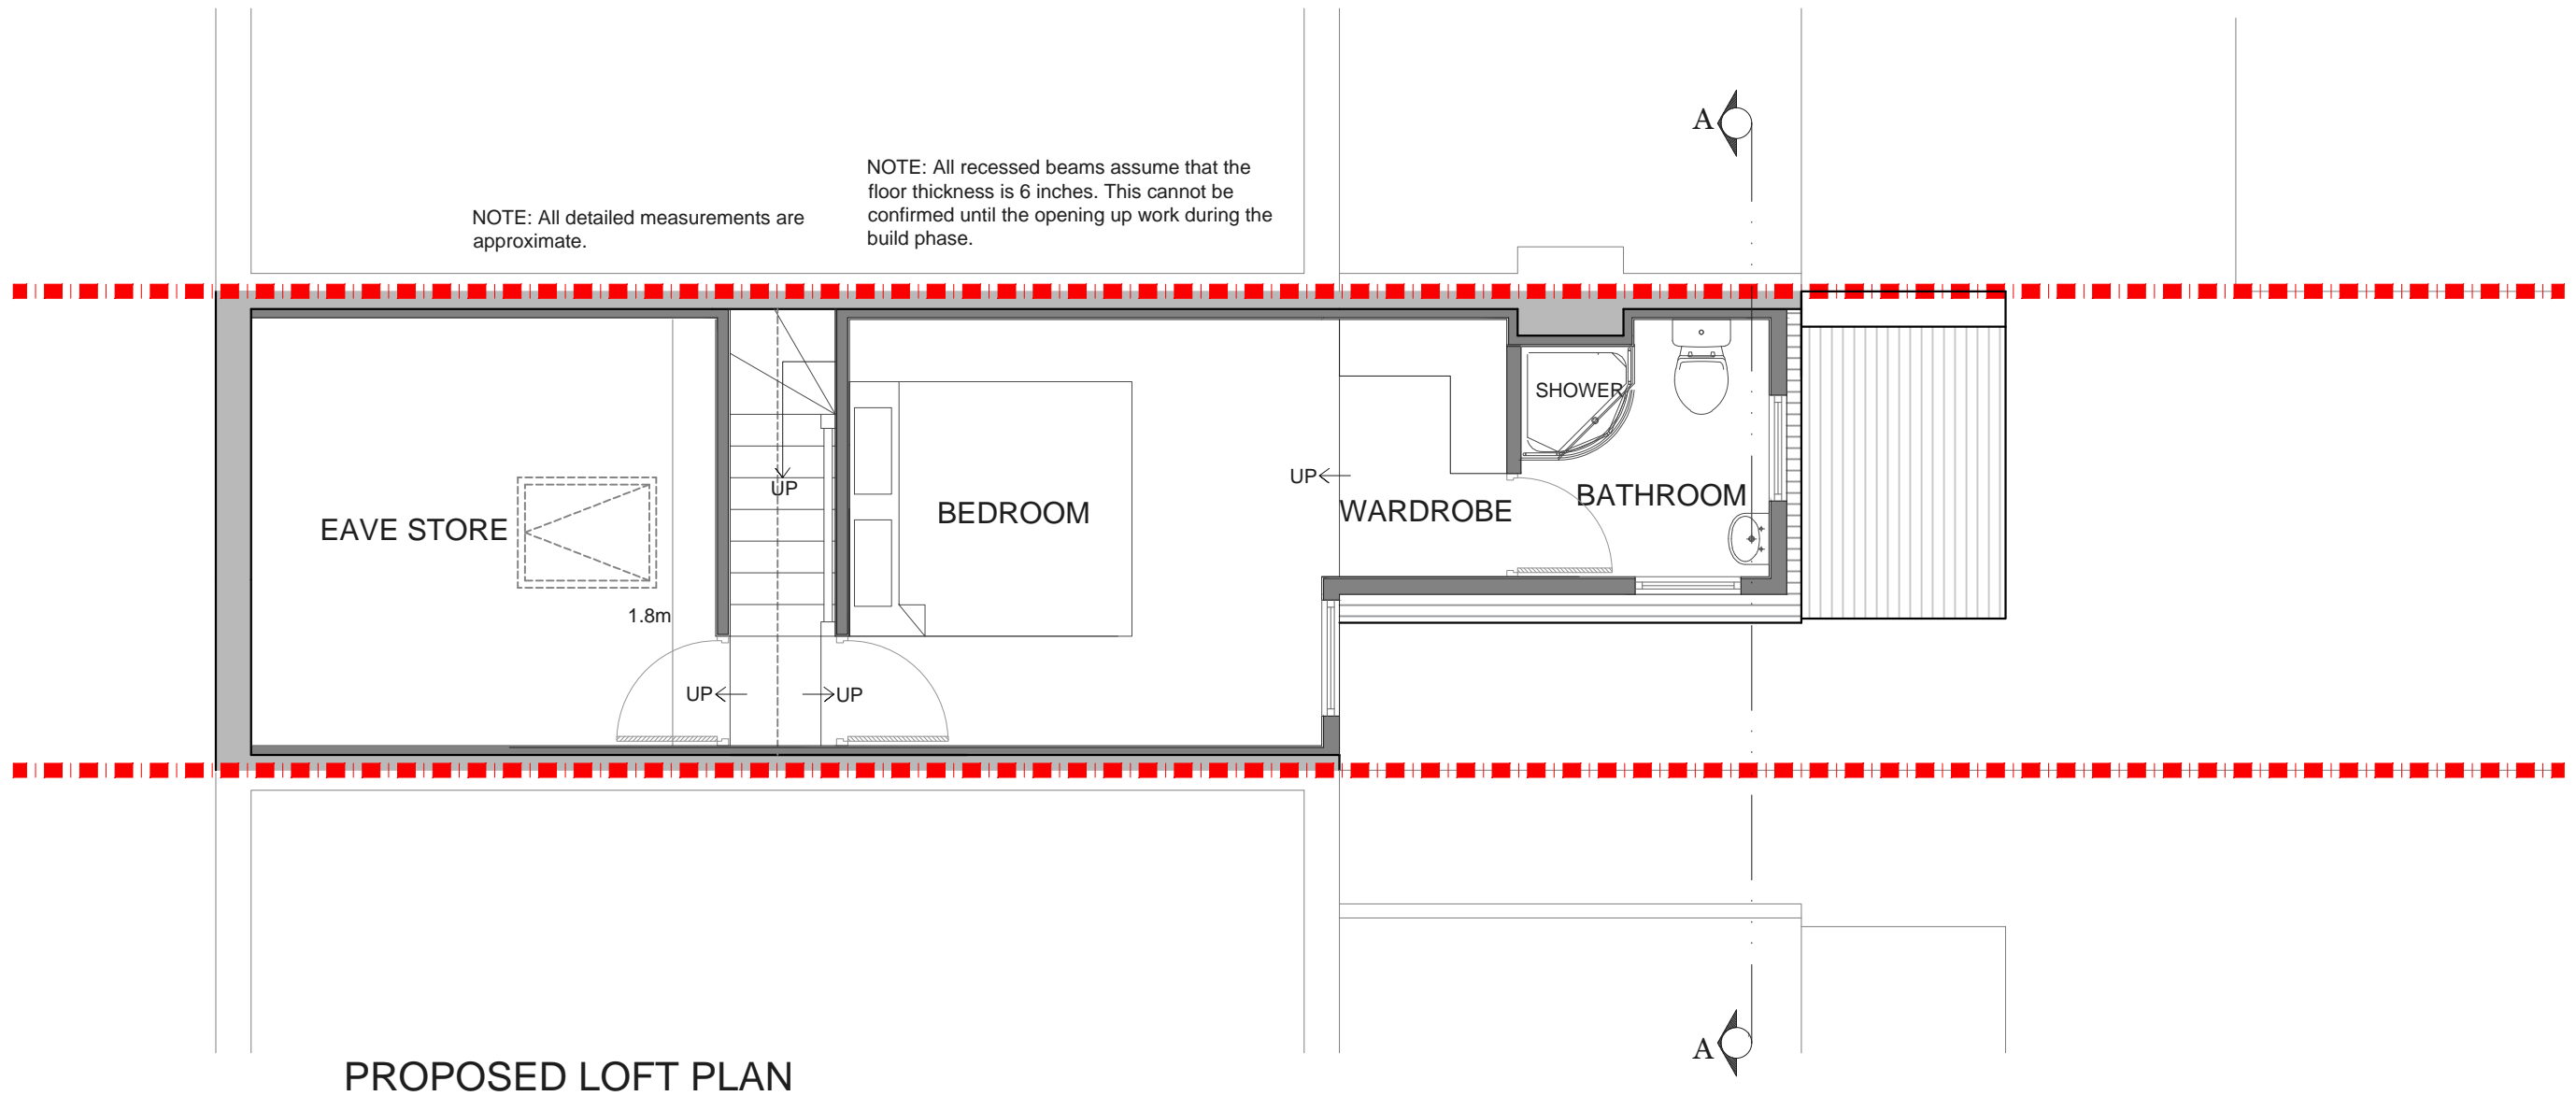 A
NOTE: All recessed beams assume that the
floor thickness is 6 inches. This cannot be
confirmed until the opening up work during the
build phase.
NOTE: All detailed measurements are
approximate.
SHOWER
UP
UP
BATHROOM
WARDROBE
BEDROOM
EAVE STORE
1.8m
UP
UP
A
PROPOSED LOFT PLAN